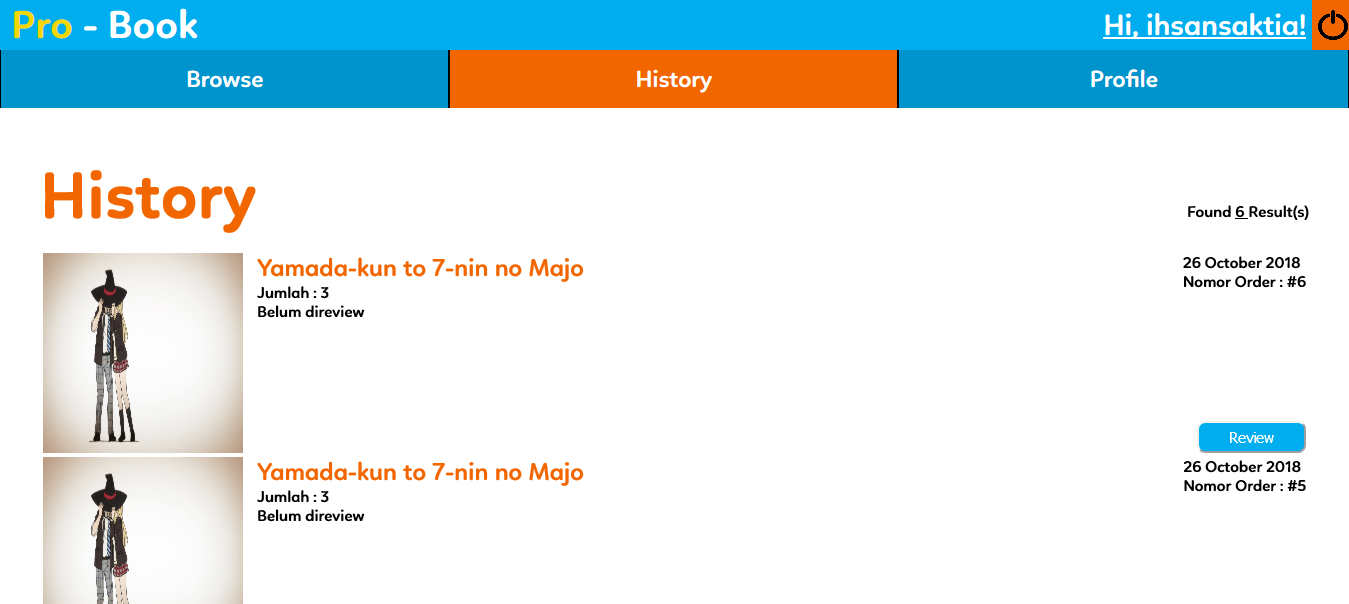 Pro - Book
Hi, ihsansaktia!
Browse
History
Profile
History
Found 6 Result(s)
Yamada-kun to 7-nin no Majo
Jumlah : 3
Belum direview
26 October 2018
Nomor Order : #6
Review
Yamada-kun to 7-nin no Majo
Jumlah : 3
Belum direview
26 October 2018
Nomor Order : #5